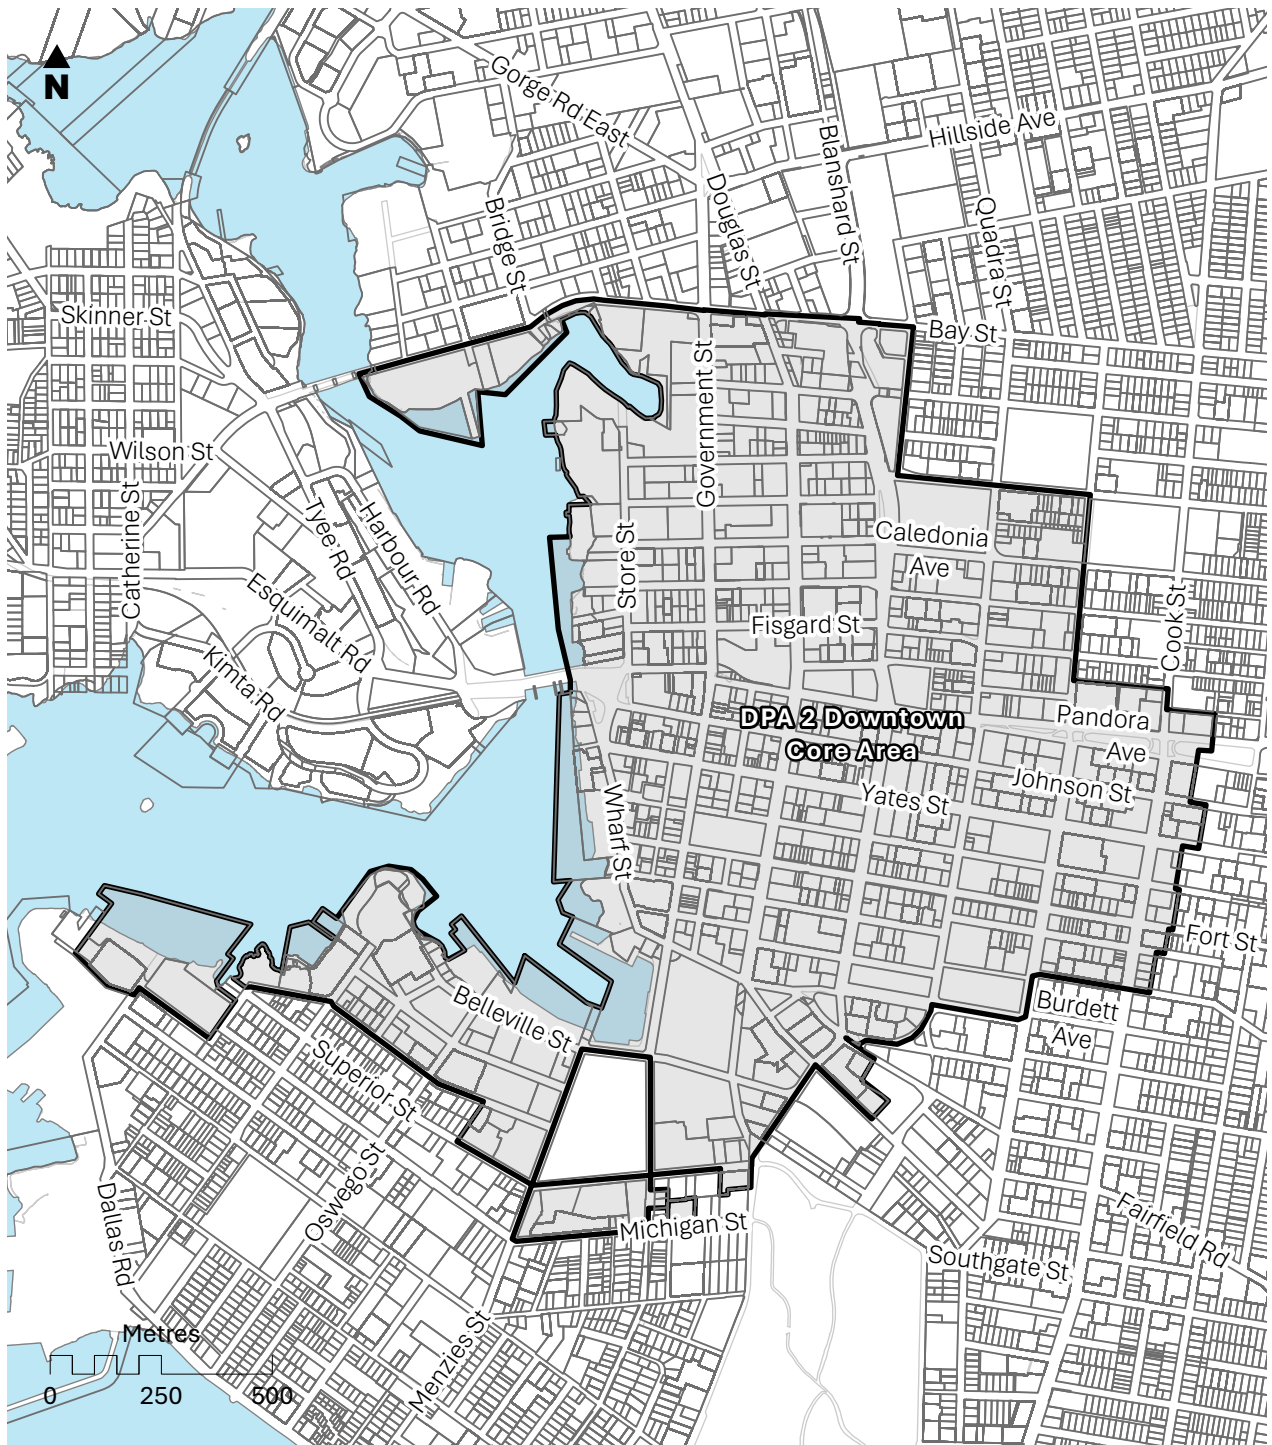 N
Gorge Rd East
Hillside Ave
Blanshard St
Douglas St
Bridge St
Quadra St
Skinner St
Bay St
Government St
Wilson St
Catherine St
Tyee Rd
Harbour Rd
Store St
Caledonia
Ave
Esquimalt Rd
Fisgard St
Cook St
Kimta Rd
DPA 2 Downtown
Core Area
Pandora
Ave
Johnson St
Yates St
Wharf St
Fort St
Belleville St
Burdett
Ave
Superior St
Oswego St
Dallas Rd
Michigan St
Fairfield Rd
Southgate St
Menzies St
Metres
0 250 500